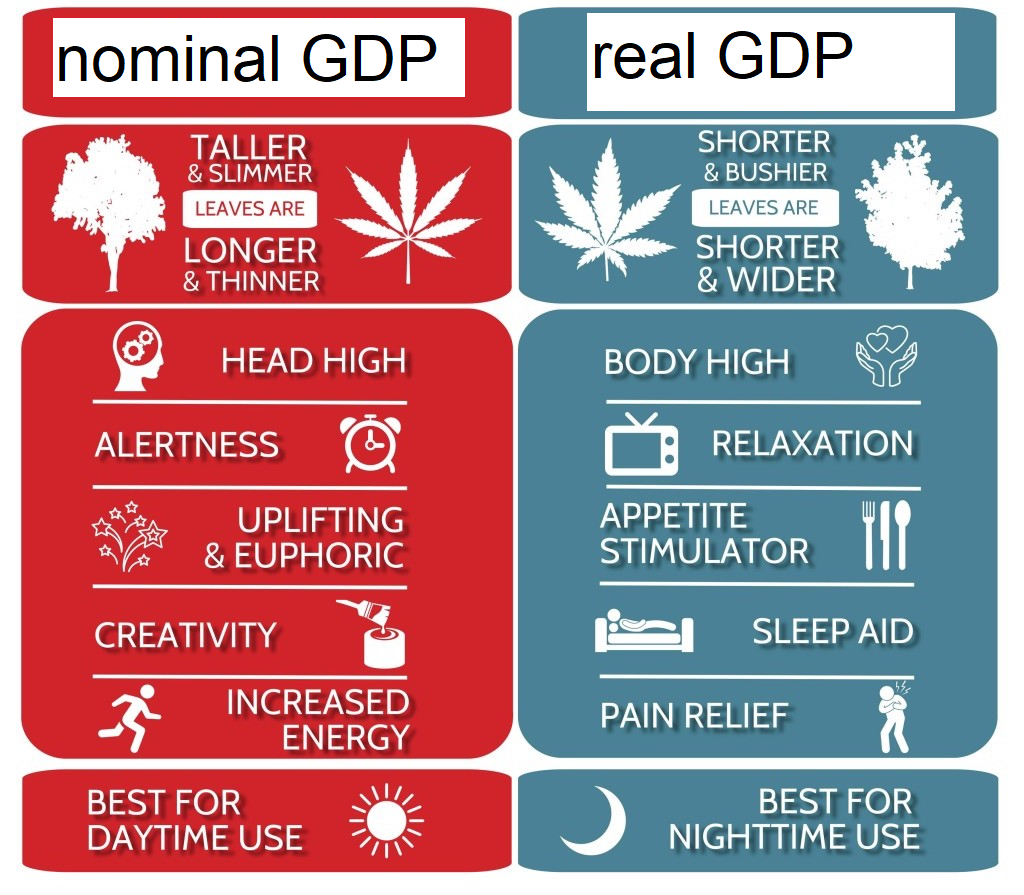 nominal GDP
real GDP
TALLER
& SLIMMER
LEAVES ARE
LONGER
& THINNER
SHORTER
& BUSHIER
LEAVES ARE
SHORTER
& WIDER
HEAD HIGH
ALERTNESS
UPLIFTING
& EUPHORIC
CREATIVITY
INCREASED
ENERGY
BODY HIGH
RELAXATION
APPETITE
STIMULATOR
SLEEP AID
PAIN RELIEF
BEST FOR
DAYTIME USE
BEST FOR
NIGHTTIME USE